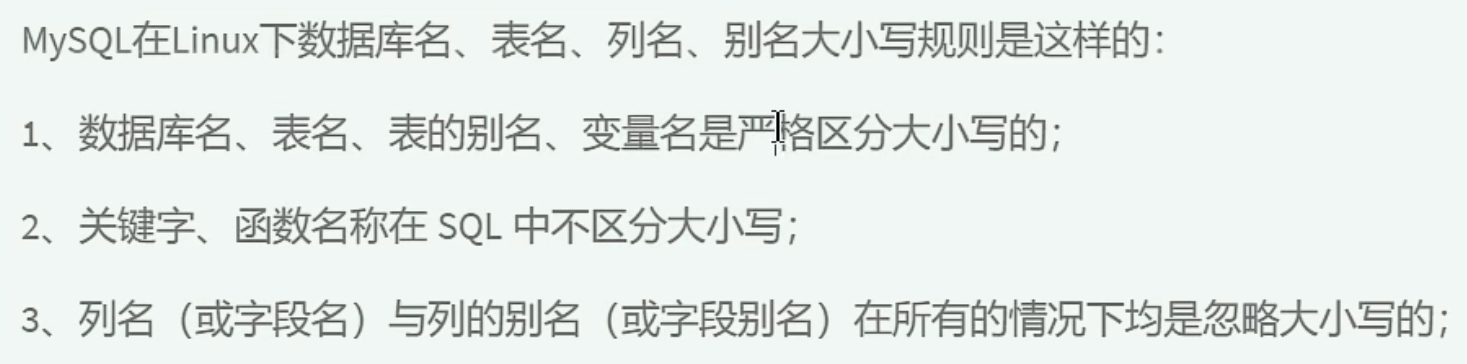 MySQL在Linux下数据库名、表名、列名、别名大小写规则是这样的：
1、数据库名、表名、表的别名、变量名是严格区分大小写的；
2、关键字、函数名称在 SQL 中不区分大小写；
3、列名（或字段名）与列的别名（或字段别名）在所有的情况下均是忽略大小写的；